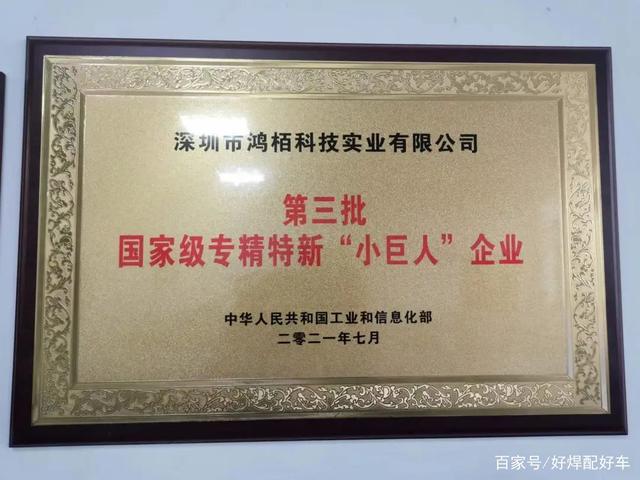 深圳市鸿栢科技实业有限公司
第三批
国家级专精特新“小巨人”企业
中华人民共和国工业和信息化部
二零二一年七月
百家号/好焊配好车